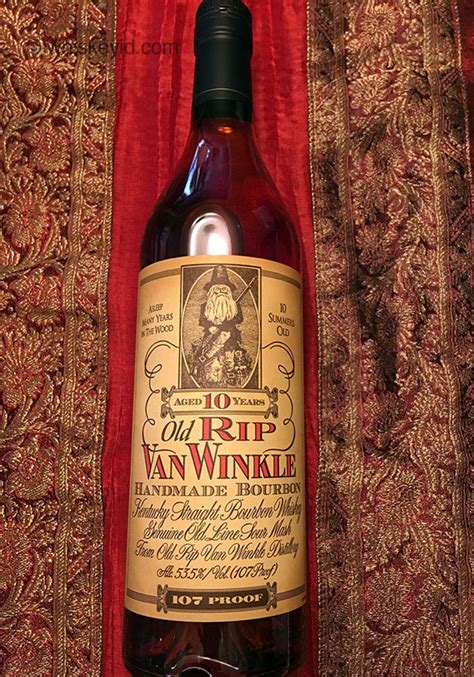 whiskeyid.com
ASLEEP
MANY YEARS
IN THE WOOD
10
SUMMERS
OLD
AGED 10 YEARS
Old RIP
VAN WINKLE
HANDMADE BOURBON
Kentucky Straight Bourbon Whiskey
Genuine Old Line Sour Mash
From Old Rip Van Winkle Distillery
Alc. 53.5%/Vol. (107 Proof)
107 PROOF